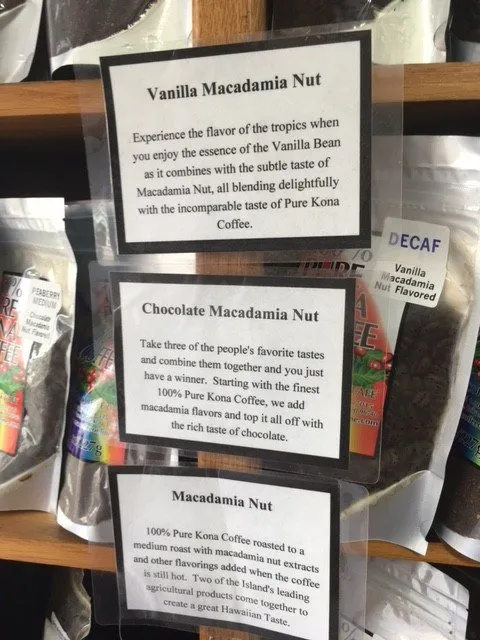 Vanilla Macadamia Nut
Experience the flavor of the tropics when
you enjoy the essence of the Vanilla Bean
as it combines with the subtle taste of
Macadamia Nut, all blending delightfully
with the incomparable taste of Pure Kona
Coffee.
DECAF
Vanilla
Macadamia
Nut Flavored
PEABERRY
MEDIUM
Chocolate
Macadamia
Nut Flavored
Chocolate Macadamia Nut
Take three of the people's favorite tastes
and combine them together and you just
have a winner. Starting with the finest
100% Pure Kona Coffee, we add
macadamia flavors and top it all off with
the rich taste of chocolate.
Macadamia Nut
100% Pure Kona Coffee roasted to a
medium roast with macadamia nut extracts
and other flavorings added when the coffee
is still hot. Two of the Island's leading
agricultural products come together to
create a great Hawaiian Taste.